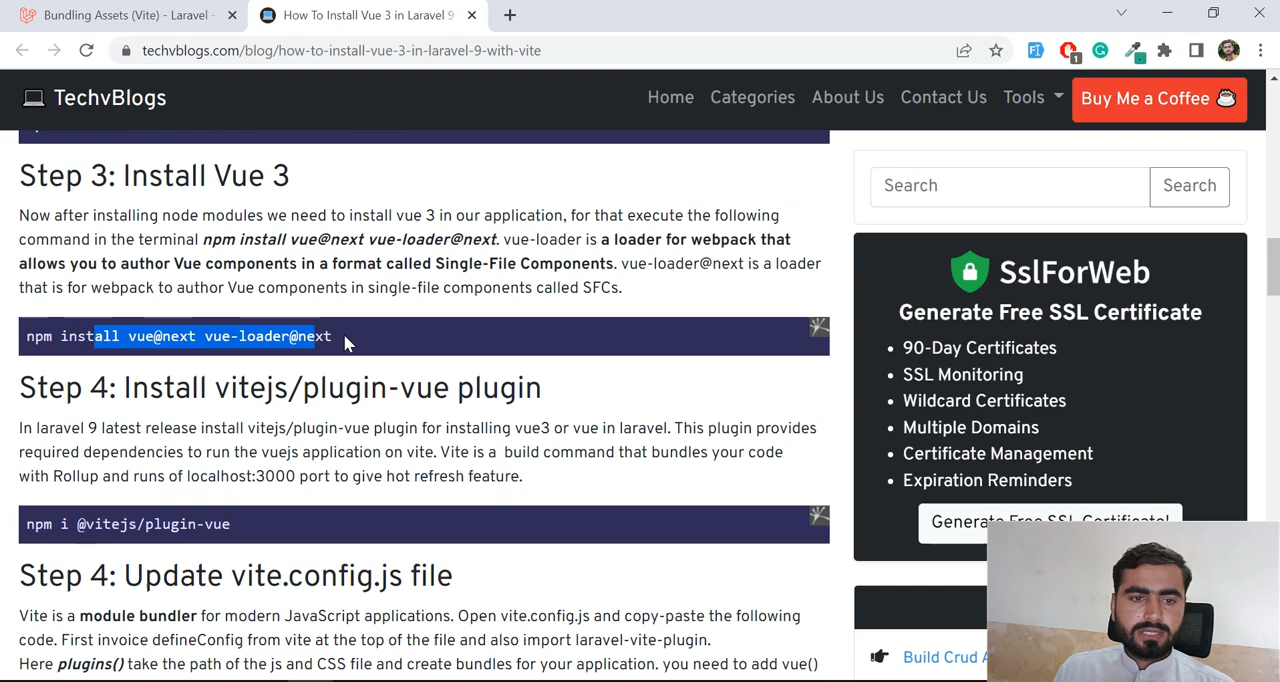 Bundling Assets (Vite) - Laravel -
How To Install Vue 3 in Laravel 9
techvblogs.com/blog/how-to-install-vue-3-in-laravel-9-with-vite
1
TechvBlogs
Home
Categories
About Us
Contact Us
Tools
Buy Me a Coffee
Step 3: Install Vue 3
Now after installing node modules we need to install vue 3 in our application, for that execute the following
command in the terminal npm install vue@next vue-loader@next. vue-loader is a loader for webpack that
allows you to author Vue components in a format called Single-File Components. vue-loader@next is a loader
that is for webpack to author Vue components in single-file components called SFCs.
npm install vue@next vue-loader@next
Step 4: Install vitejs/plugin-vue plugin
In laravel 9 latest release install vitejs/plugin-vue plugin for installing vue3 or vue in laravel. This plugin provides
required dependencies to run the vuejs application on vite. Vite is a  build command that bundles your code
with Rollup and runs of localhost:3000 port to give hot refresh feature.
npm i @vitejs/plugin-vue
Step 4: Update vite.config.js file
Vite is a module bundler for modern JavaScript applications. Open vite.config.js and copy-paste the following
code. First invoice defineConfig from vite at the top of the file and also import laravel-vite-plugin.
Here plugins() take the path of the js and CSS file and create bundles for your application. you need to add vue()
Search
Search
SslForWeb
Generate Free SSL Certificate
90-Day Certificates
SSL Monitoring
Wildcard Certificates
Multiple Domains
Certificate Management
Expiration Reminders
Generate Free SSL Certificate!
Build Crud A